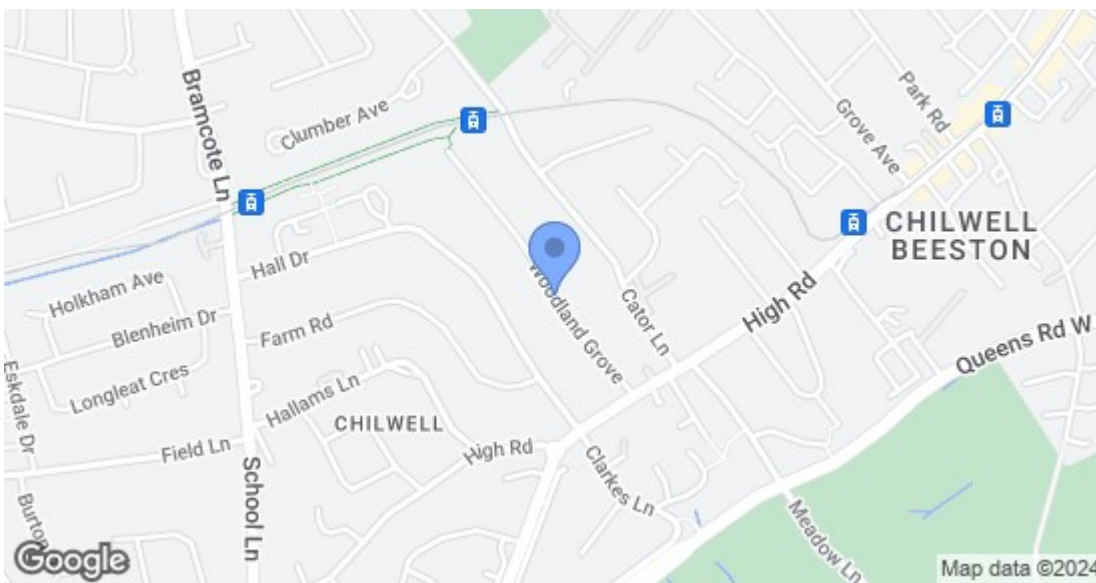 Bramcote Ln
Clumber Ave
Park Rd
Grove Ave
CHILWELL
BEESTON
Hall Dr
Holkham Ave
Blenheim Dr
Farm Rd
Longleat Cres
Eskdale Dr
Hallams Ln
Woodland Grove
Cator Ln
High Rd
Queens Rd W
CHILWELL
Field Ln
School Ln
High Rd
Clarkes Ln
Meadow Ln
Burton
Google
Map data ©2024